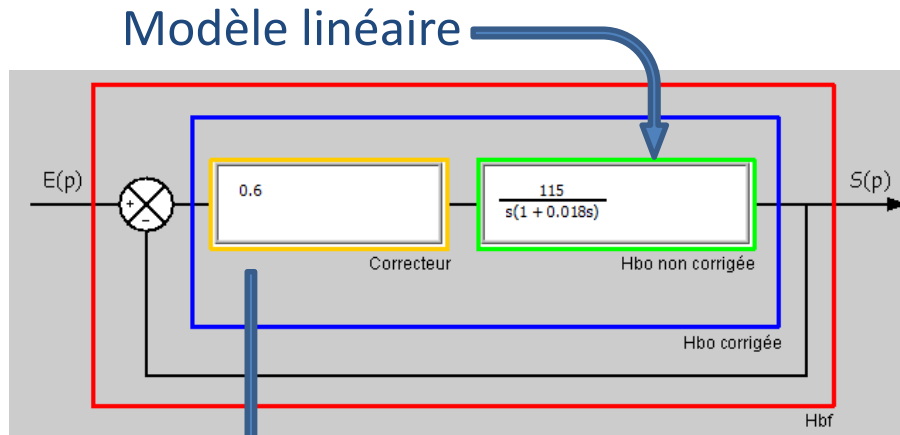 Modèle linéaire
E(p)
S(p)
+
−
0.6
115
s(1 + 0.018s)
Correcteur
Hbo non corrigée
Hbo corrigée
Hbf